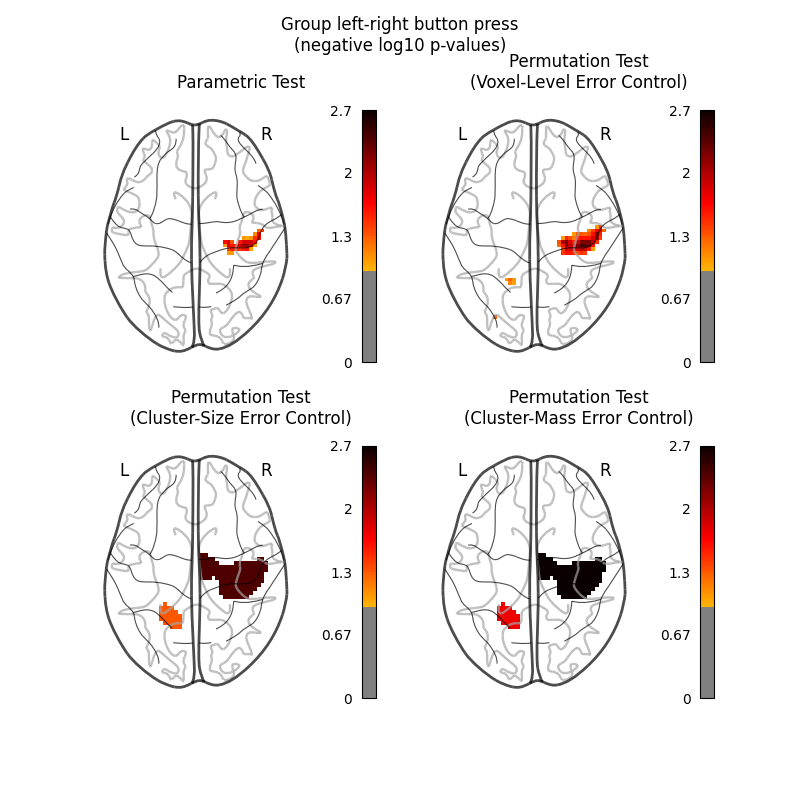 Group left-right button press
(negative log10 p-values)
Parametric Test
L
R
2.7
2
1.3
0.67
0
Permutation Test
(Voxel-Level Error Control)
L
R
2.7
2
1.3
0.67
0
Permutation Test
(Cluster-Size Error Control)
L
R
2.7
2
1.3
0.67
0
Permutation Test
(Cluster-Mass Error Control)
L
R
2.7
2
1.3
0.67
0